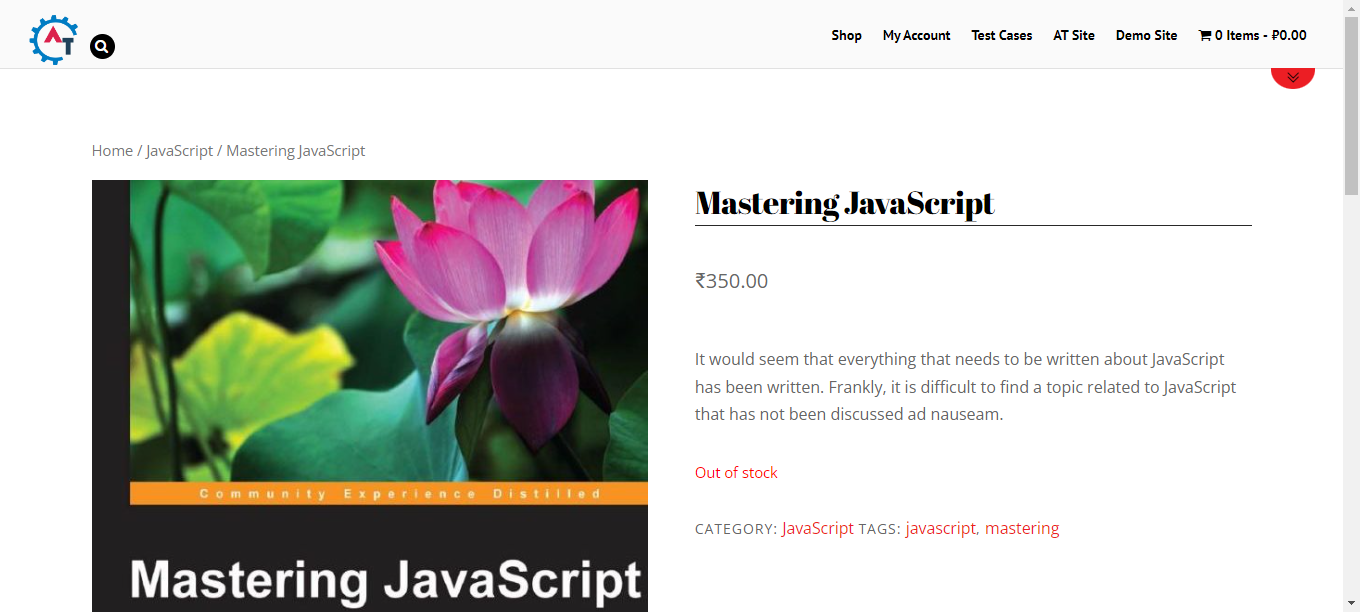 AT
Shop My Account Test Cases AT Site Demo Site 0 Items - ₽0.00
Home / JavaScript / Mastering JavaScript
Mastering JavaScript
₹350.00
It would seem that everything that needs to be written about JavaScript
has been written. Frankly, it is difficult to find a topic related to JavaScript
that has not been discussed ad nauseam.
Out of stock
CATEGORY: JavaScript TAGS: javascript, mastering
Community Experience Distilled
Mastering JavaScript